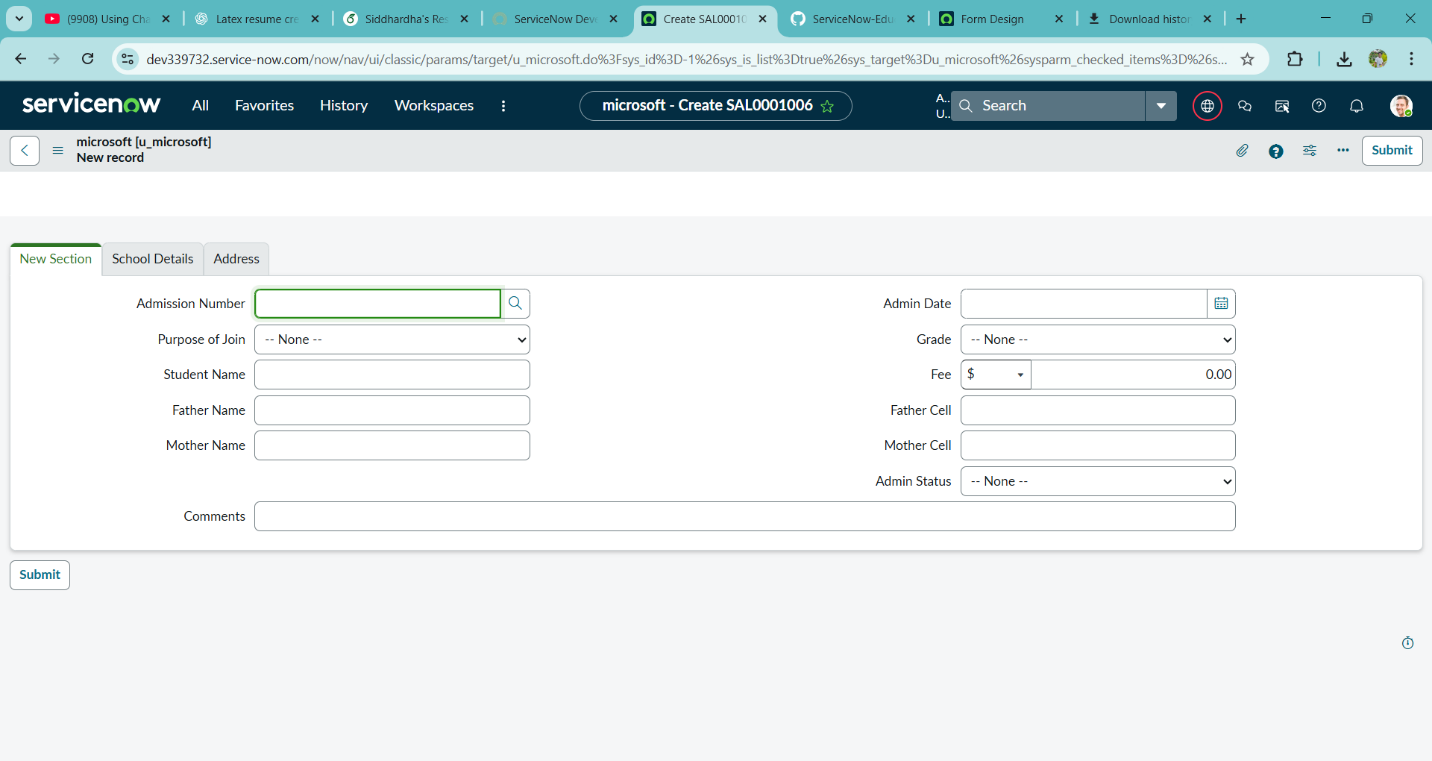 (9908) Using Cha
Latex resume cre
Siddhardha's Res
ServiceNow Deve
Create SAL00010
ServiceNow-Edu
Form Design
Download histor
dev339732.service-now.com/now/nav/ui/classic/params/target/u_microsoft.do%3Fsys_id%3D-1%26sys_is_list%3Dtrue%26sys_target%3Du_microsoft%26sysparm_checked_items%3D%26s...
servicenow All Favorites History Workspaces microsoft - Create SAL0001006 A.. U.. Search
microsoft [u_microsoft]
New record
Submit
New Section School Details Address
Admission Number Admin Date
Purpose of Join -- None -- Grade -- None --
Student Name Fee $ 0.00
Father Name Father Cell
Mother Name Mother Cell
Admin Status -- None --
Comments
Submit